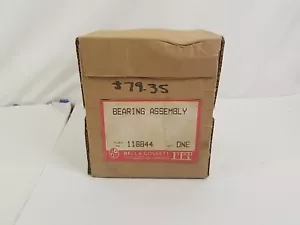 $79.35
BEARING ASSEMBLY
118844 ONE
BELL & GOSSETT ITT